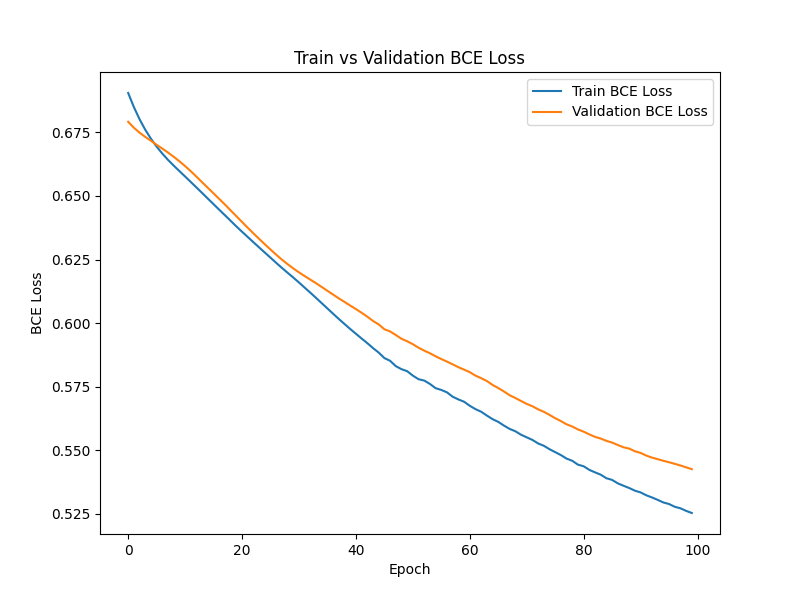 Train vs Validation BCE Loss
Train BCE Loss
Validation BCE Loss
0.675
0.650
0.625
0.600
0.575
0.550
0.525
BCE Loss
0
20
40
60
80
100
Epoch